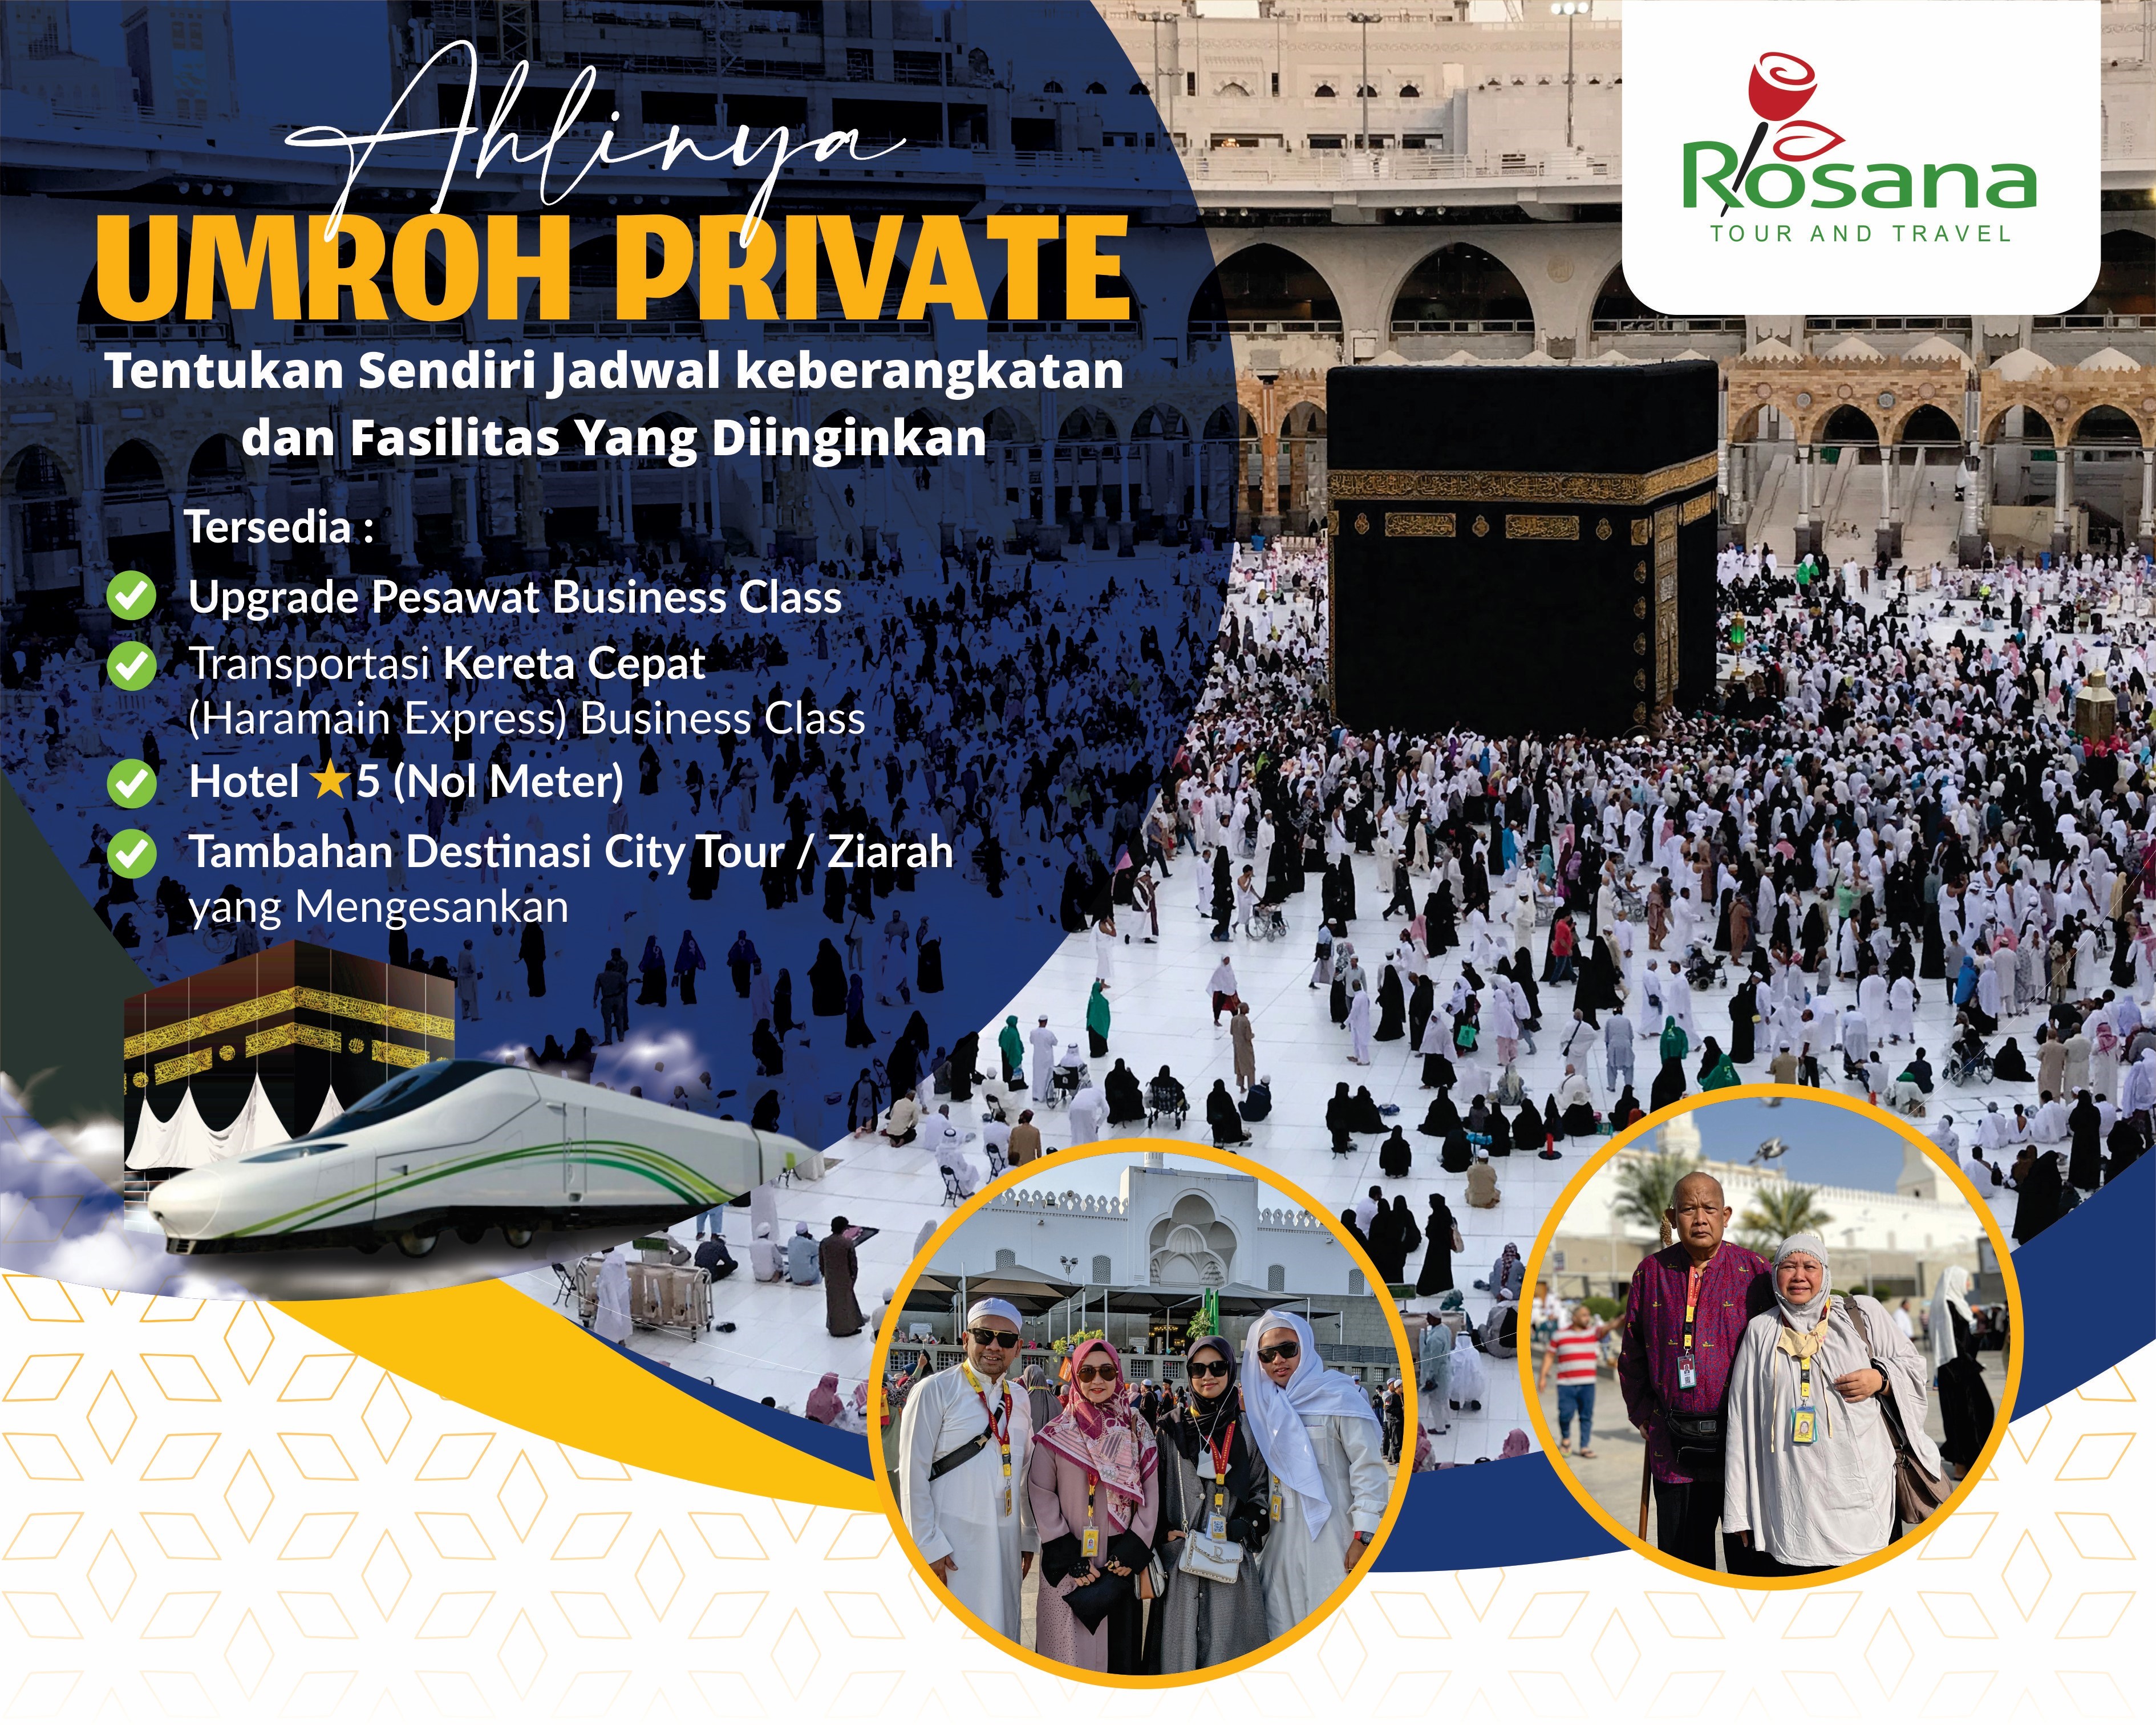 Ahlinya
UMROH PRIVATE
Tentukan Sendiri Jadwal keberangkatan
dan Fasilitas Yang Diinginkan
Tersedia :
Upgrade Pesawat Business Class
Transportasi Kereta Cepat
(Haramain Express) Business Class
Hotel ★5 (Nol Meter)
Tambahan Destinasi City Tour / Ziarah
yang Mengesankan
Rosana
TOUR AND TRAVEL